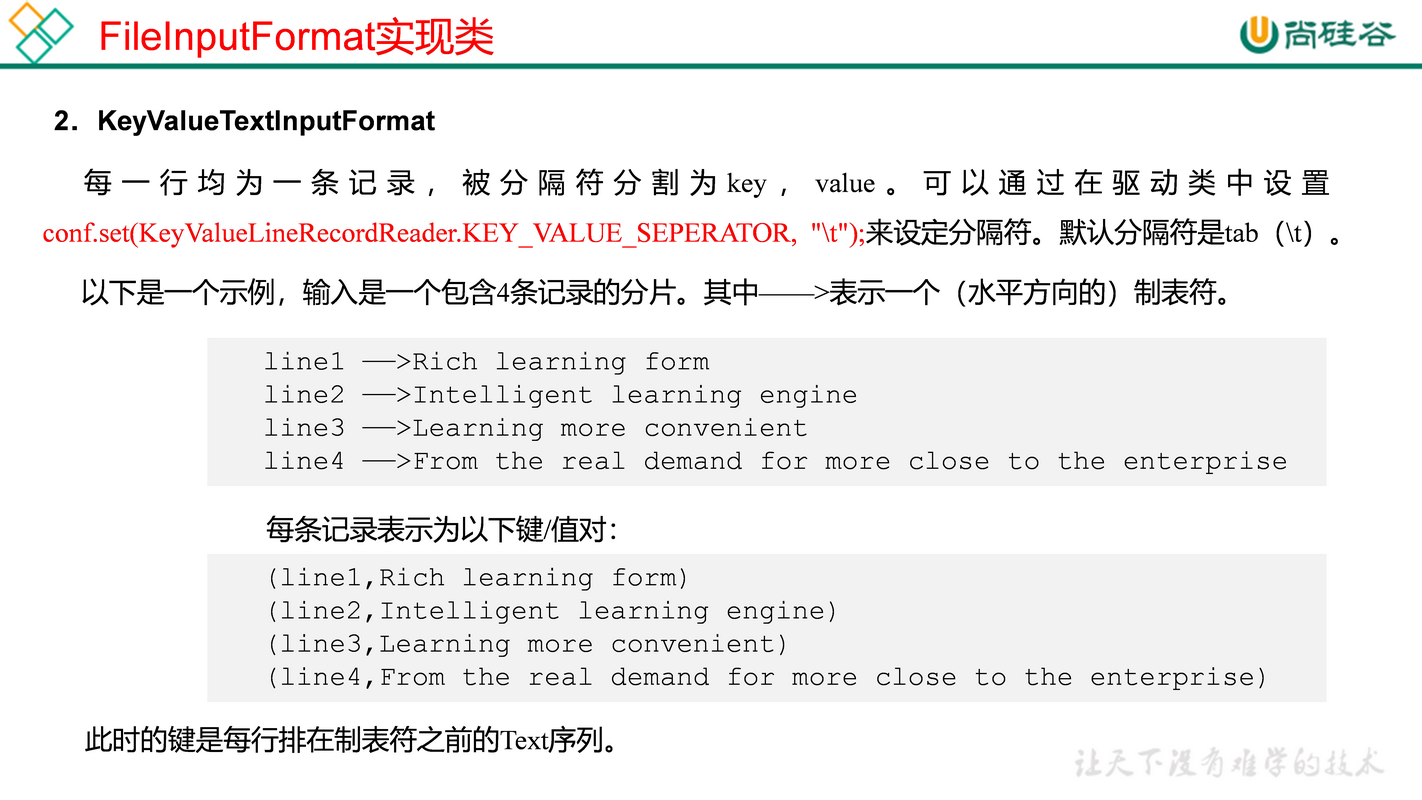 FileInputFormat实现类
尚硅谷
2．KeyValueTextInputFormat
每一行均为一条记录，被分隔符分割为key，value。可以通过在驱动类中设置
conf.set(KeyValueLineRecordReader.KEY_VALUE_SEPERATOR, "\t");来设定分隔符。默认分隔符是tab（\t）。
以下是一个示例，输入是一个包含4条记录的分片。其中——>表示一个（水平方向的）制表符。
line1 ——>Rich learning form
line2 ——>Intelligent learning engine
line3 ——>Learning more convenient
line4 ——>From the real demand for more close to the enterprise
每条记录表示为以下键/值对：
(line1,Rich learning form)
(line2,Intelligent learning engine)
(line3,Learning more convenient)
(line4,From the real demand for more close to the enterprise)
此时的键是每行排在制表符之前的Text序列。
让天下没有难学的技术